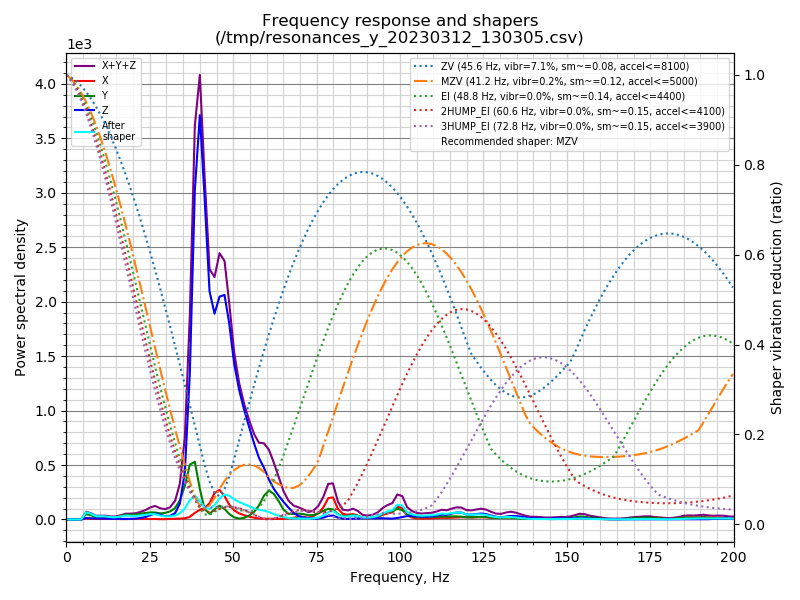 Frequency response and shapers
(/tmp/resonances_y_20230312_130305.csv)
1e3
X+Y+Z
X
Y
Z
After
shaper
ZV (45.6 Hz, vibr=7.1%, sm~=0.08, accel<=8100)
MZV (41.2 Hz, vibr=0.2%, sm~=0.12, accel<=5000)
EI (48.8 Hz, vibr=0.0%, sm~=0.14, accel<=4400)
2HUMP_EI (60.6 Hz, vibr=0.0%, sm~=0.15, accel<=4100)
3HUMP_EI (72.8 Hz, vibr=0.0%, sm~=0.15, accel<=3900)
Recommended shaper: MZV
4.0
3.5
3.0
2.5
2.0
1.5
1.0
0.5
0.0
Power spectral density
1.0
0.8
0.6
0.4
0.2
0.0
Shaper vibration reduction (ratio)
0 25 50 75 100 125 150 175 200
Frequency, Hz